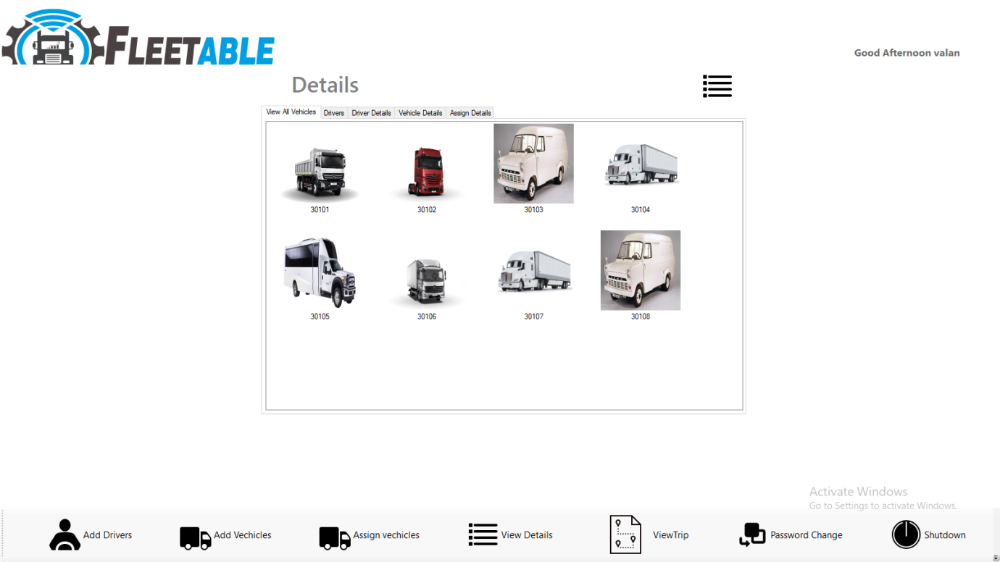 FLEETABLE
Good Afternoon valan
Details
View All Vehicles Drivers Driver Details Vehicle Details Assign Details
30101 30102 30103 30104
30105 30106 30107 30108
Activate Windows
Go to Settings to activate Windows.
Add Drivers Add Vechicles Assign vechicles View Details ViewTrip Password Change Shutdown